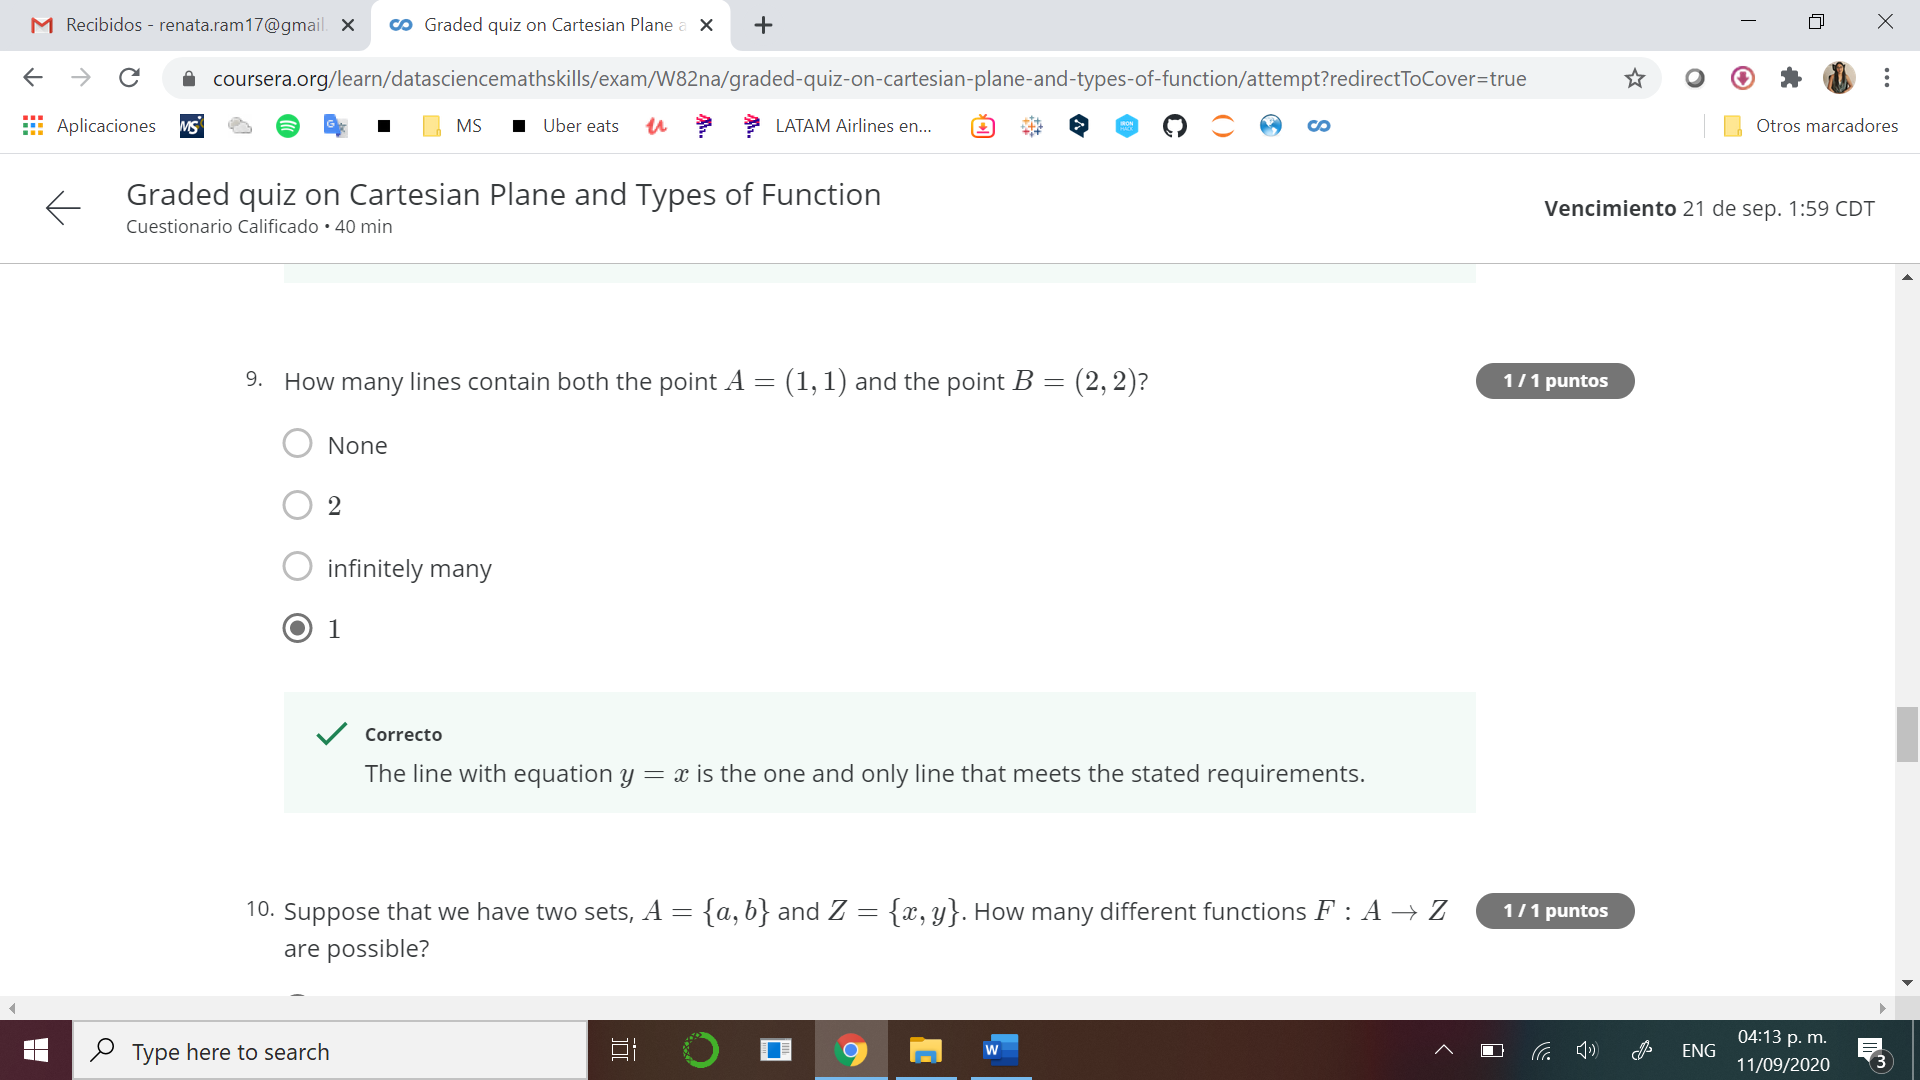 Recibidos - renata.ram17@gmail.
Graded quiz on Cartesian Plane a
coursera.org/learn/datasciencemathskills/exam/W82na/graded-quiz-on-cartesian-plane-and-types-of-function/attempt?redirectToCover=true
Aplicaciones MS MS Uber eats LATAM Airlines en... Otros marcadores
Graded quiz on Cartesian Plane and Types of Function
Cuestionario Calificado • 40 min
Vencimiento 21 de sep. 1:59 CDT
9. How many lines contain both the point A = (1, 1) and the point B = (2, 2)? 1 / 1 puntos
None
2
infinitely many
1
Correcto
The line with equation y = x is the one and only line that meets the stated requirements.
10. Suppose that we have two sets, A = {a, b} and Z = {x, y}. How many different functions F : A → Z 1 / 1 puntos
are possible?
Type here to search
W
ENG
04:13 p. m.
11/09/2020
3